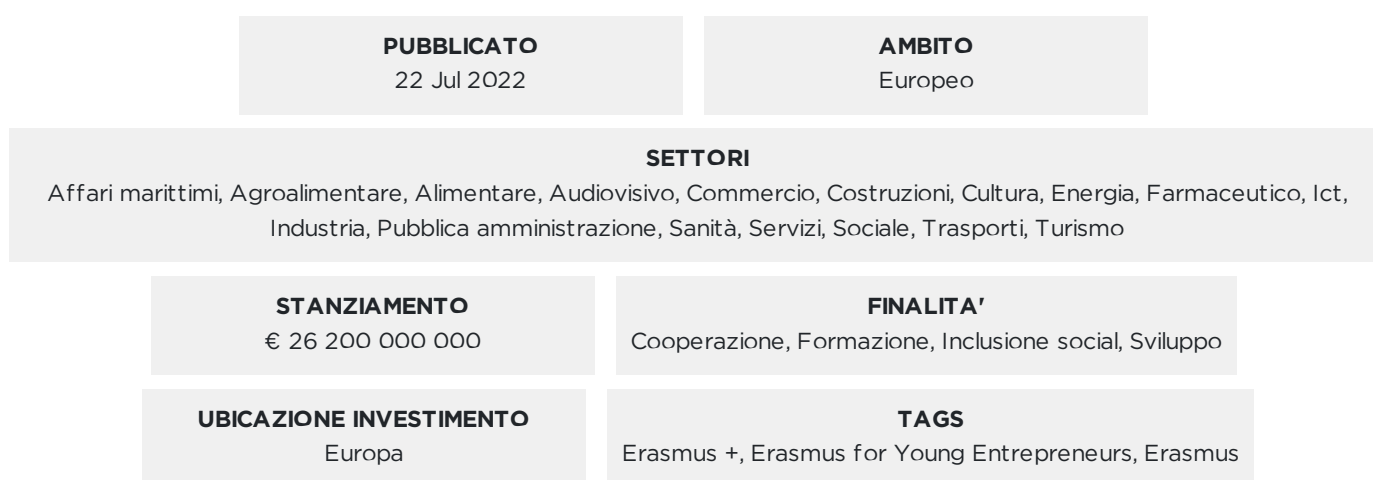 PUBBLICATO
22 Jul 2022
AMBITO
Europeo
SETTORI
Affari marittimi, Agroalimentare, Alimentare, Audiovisivo, Commercio, Costruzioni, Cultura, Energia, Farmaceutico, Ict,
Industria, Pubblica amministrazione, Sanità, Servizi, Sociale, Trasporti, Turismo
STANZIAMENTO
€ 26 200 000 000
FINALITA'
Cooperazione, Formazione, Inclusione social, Sviluppo
UBICAZIONE INVESTIMENTO
Europa
TAGS
Erasmus +, Erasmus for Young Entrepreneurs, Erasmus